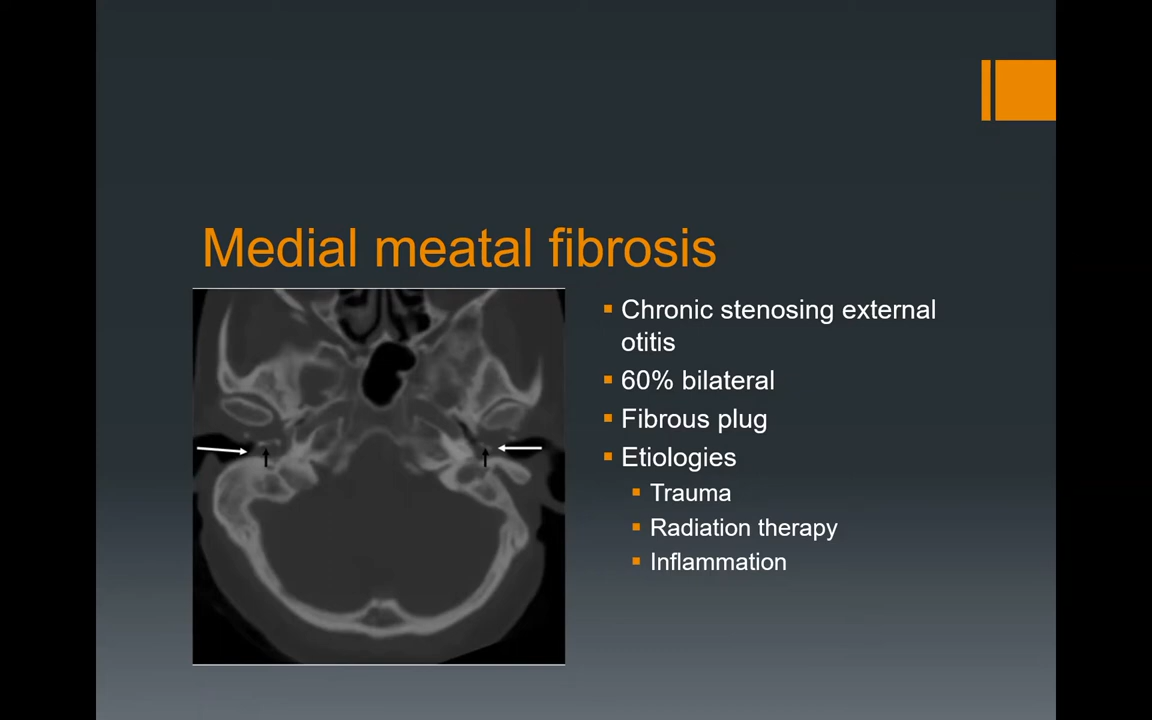 Medial meatal fibrosis
Chronic stenosing external
otitis
60% bilateral
Fibrous plug
Etiologies
Trauma
Radiation therapy
Inflammation